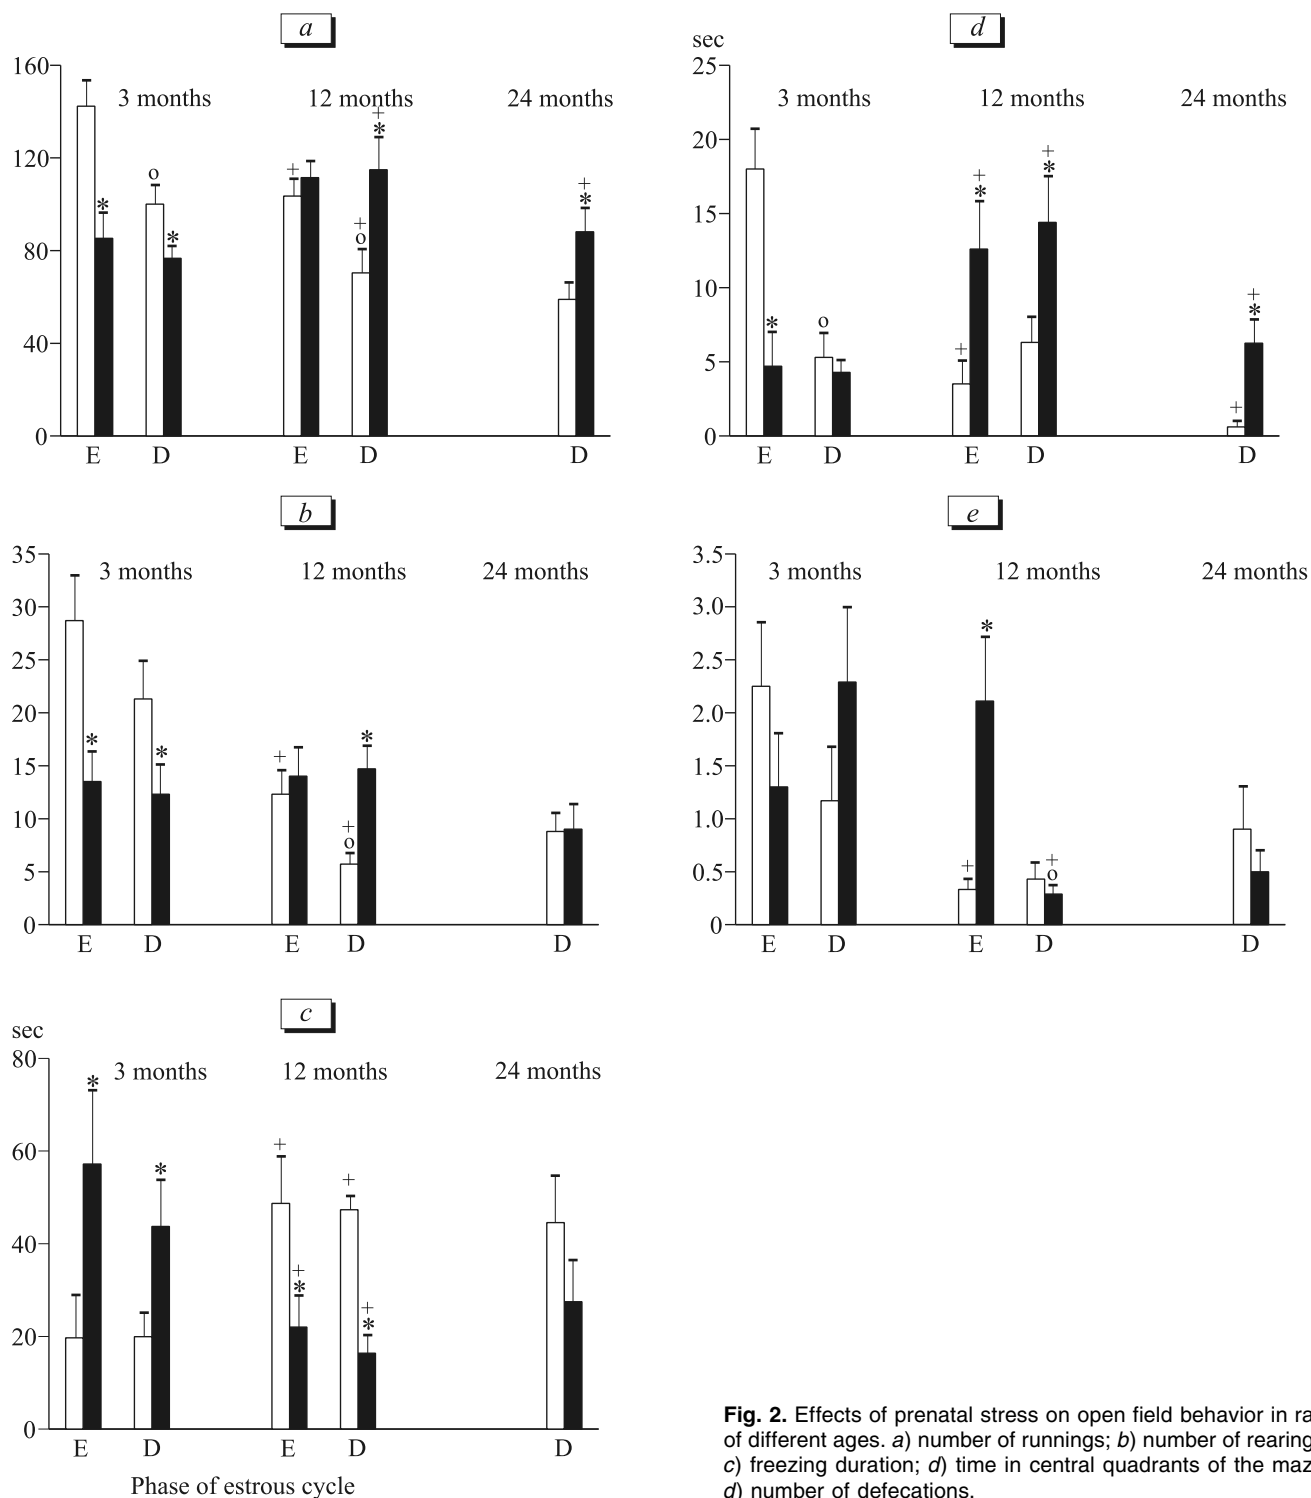 a
160
120
80
40
0
3 months
12 months
24 months
o
*
*
+
+
o
+
*
+
*
E
D
E
D
D
b
35
30
25
20
15
10
5
0
3 months
12 months
24 months
*
*
+
+
o
*
E
D
E
D
D
c
sec
80
60
40
20
0
3 months
12 months
24 months
*
*
+
+
*
+
+
*
E
D
E
D
D
Phase of estrous cycle
d
sec
25
20
15
10
5
0
3 months
12 months
24 months
*
o
+
+
*
+
*
+
+
*
E
D
E
D
D
e
3.5
3.0
2.5
2.0
1.5
1.0
0.5
0
3 months
12 months
24 months
+
*
+
o
E
D
E
D
D
Fig. 2. Effects of prenatal stress on open field behavior in ra
of different ages. a) number of runnings; b) number of rearing
c) freezing duration; d) time in central quadrants of the maz
d) number of defecations.